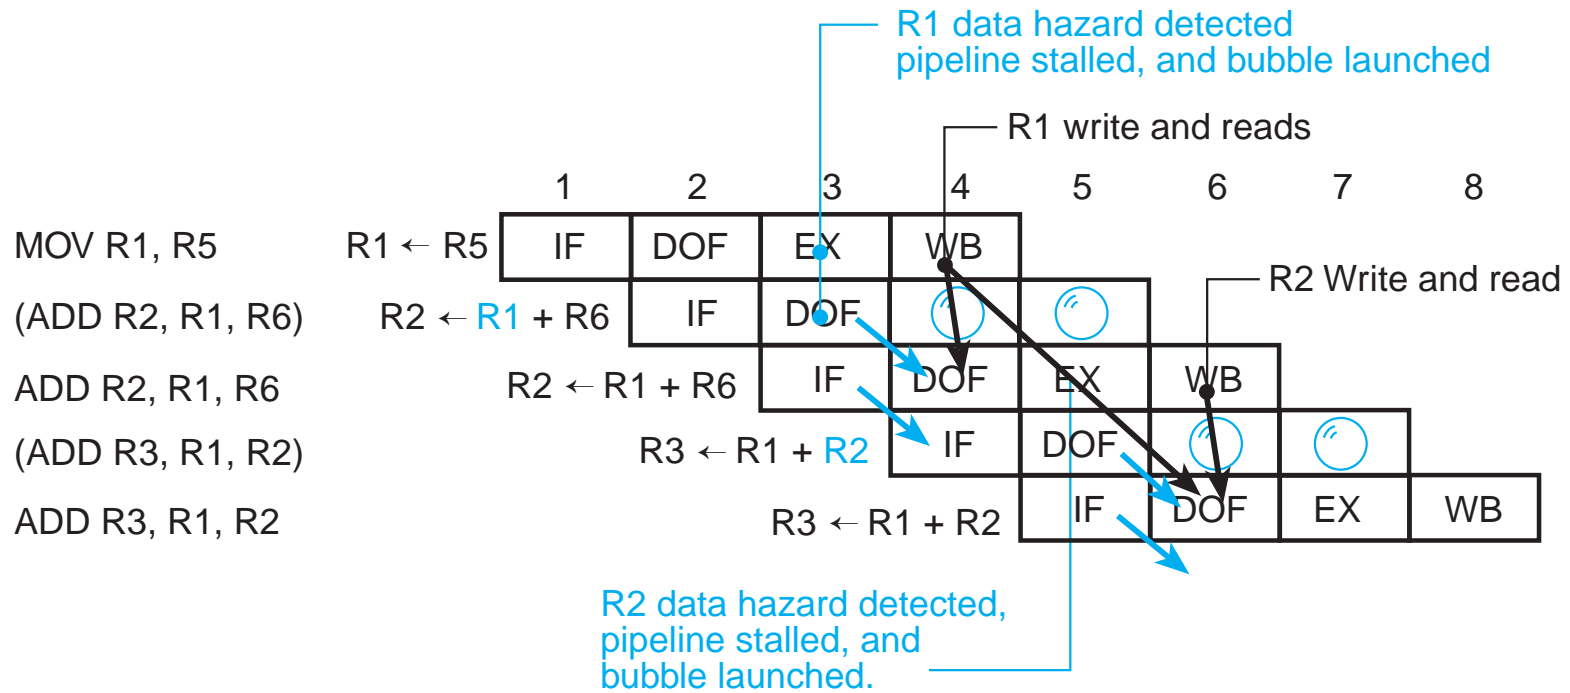 R1 data hazard detected
pipeline stalled, and bubble launched
R1 write and reads
1 2 3 4 5 6 7 8
MOV R1, R5 R1 ← R5 IF DOF EX WB
R2 Write and read
(ADD R2, R1, R6) R2 ← R1 + R6 IF DOF
ADD R2, R1, R6 R2 ← R1 + R6 IF DOF EX WB
(ADD R3, R1, R2) R3 ← R1 + R2 IF DOF
ADD R3, R1, R2 R3 ← R1 + R2 IF DOF EX WB
R2 data hazard detected,
pipeline stalled, and
bubble launched.